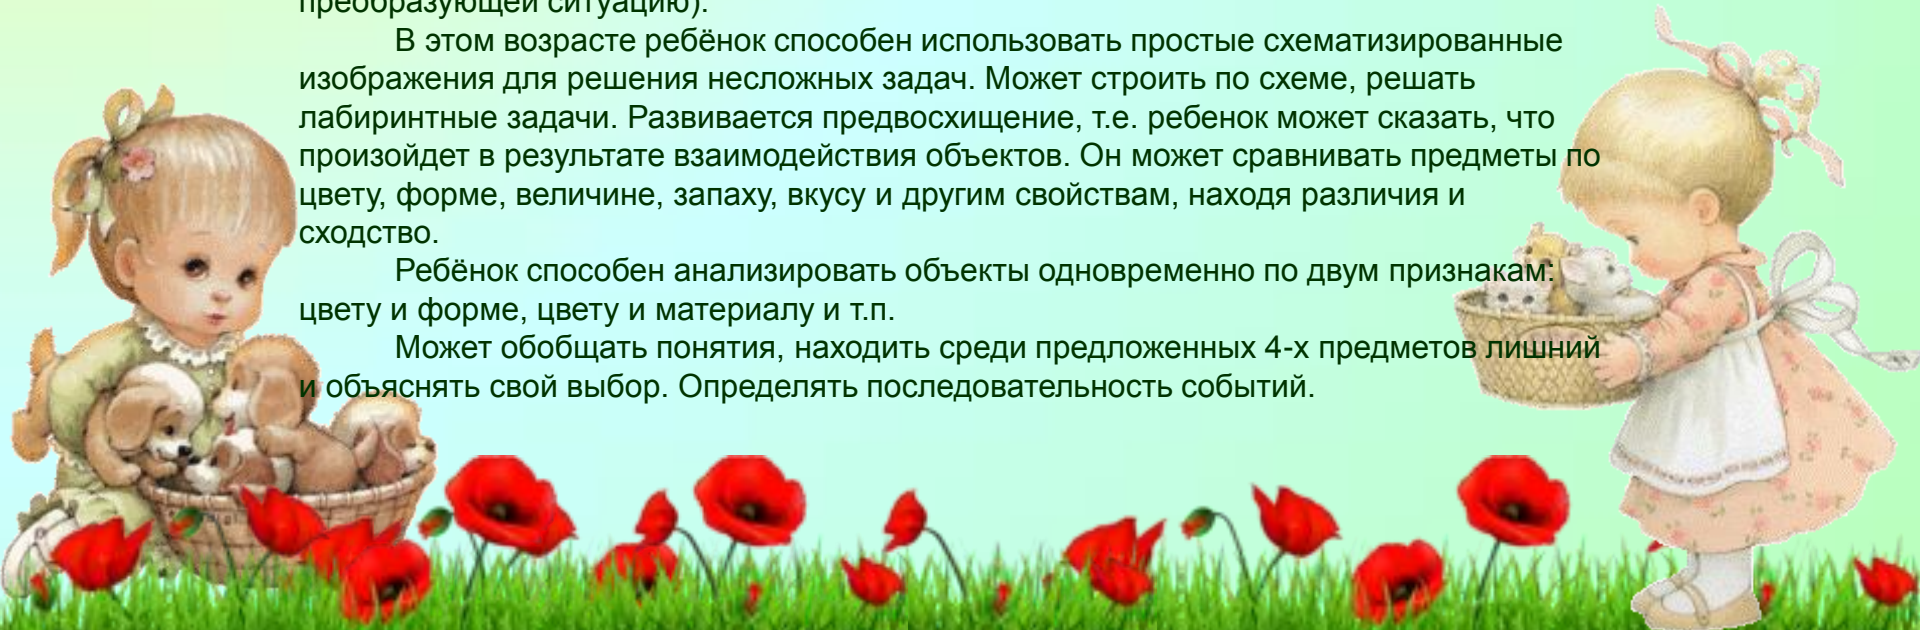 преобразующей ситуацию).
В этом возрасте ребёнок способен использовать простые схематизированные
изображения для решения несложных задач. Может строить по схеме, решать
лабиринтные задачи. Развивается предвосхищение, т.е. ребенок может сказать, что
произойдет в результате взаимодействия объектов. Он может сравнивать предметы по
цвету, форме, величине, запаху, вкусу и другим свойствам, находя различия и
сходство.
Ребёнок способен анализировать объекты одновременно по двум признакам:
цвету и форме, цвету и материалу и т.п.
Может обобщать понятия, находить среди предложенных 4-х предметов лишний
и объяснять свой выбор. Определять последовательность событий.